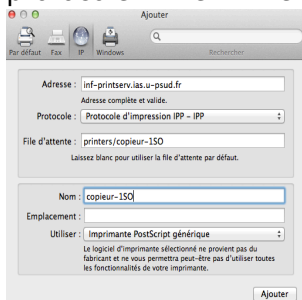 Ajouter
Par défaut Fax IP Windows Rechercher
Adresse : inf-printserv.ias.u-psud.fr
Adresse complète et valide.
Protocole : Protocole d'impression IPP – IPP
File d'attente : printers/copieur-1SO
Laissez blanc pour utiliser la file d'attente par défaut.
Nom : copieur-1SO
Emplacement :
Utiliser : Imprimante PostScript générique
Le logiciel d'imprimante sélectionné ne provient pas du
fabricant et ne vous permettra peut-être pas d'utiliser toutes
les fonctionnalités de votre imprimante.
Ajouter